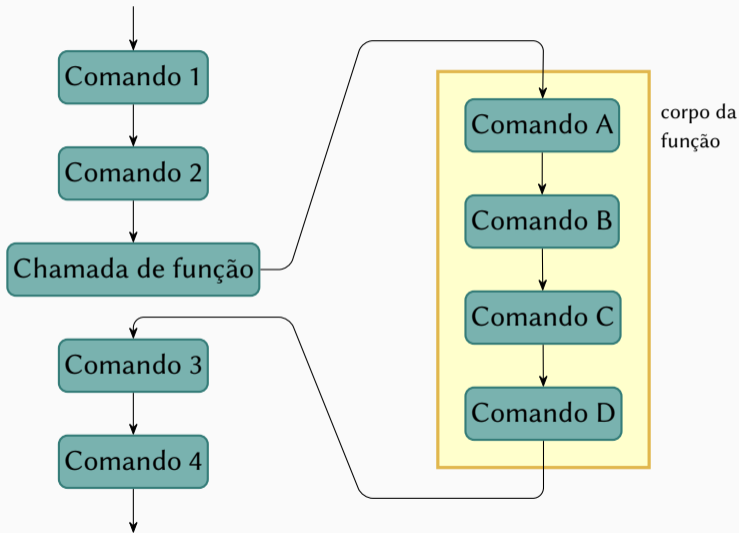 Comando 1
Comando 2
Chamada de função
Comando 3
Comando 4
Comando A
Comando B
Comando C
Comando D
corpo da
função